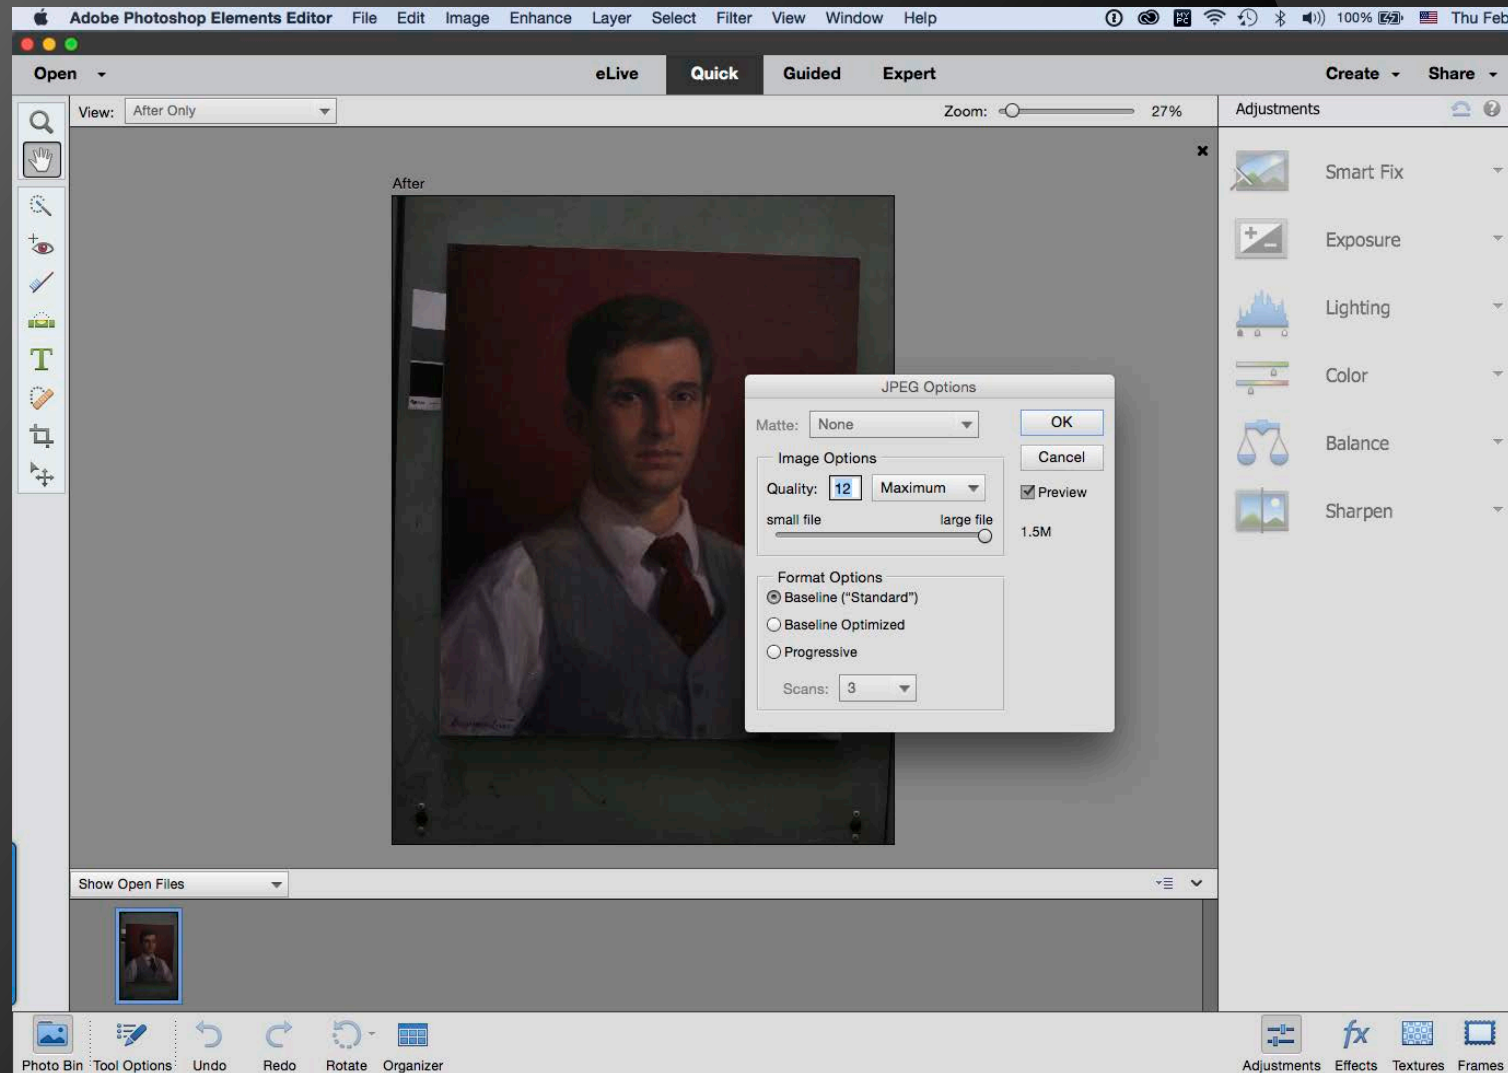 Adobe Photoshop Elements Editor File Edit Image Enhance Layer Select Filter View Window Help 100% Thu Feb
Open eLive Quick Guided Expert Create Share
View: After Only Zoom: 27% Adjustments
After
Smart Fix
Exposure
Lighting
Color
Balance
Sharpen
JPEG Options
Matte: None OK
Image Options Cancel
Quality: 12 Maximum Preview
small file large file 1.5M
Format Options
Baseline (“Standard”)
Baseline Optimized
Progressive
Scans: 3
Show Open Files
Photo Bin Tool Options Undo Redo Rotate Organizer Adjustments Effects Textures Frames